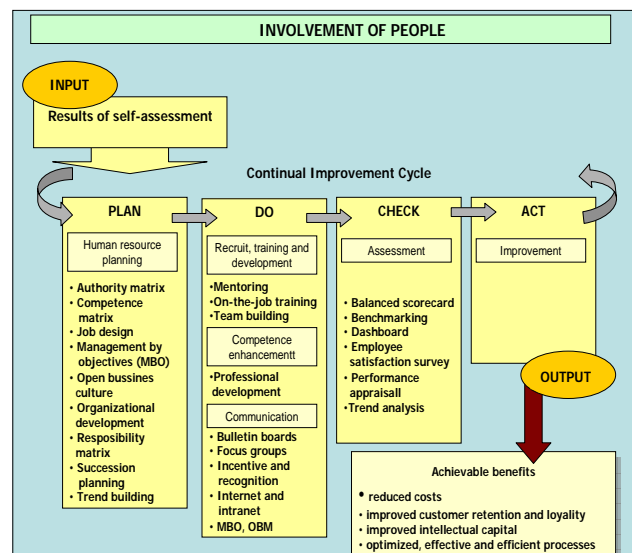 INVOLVEMENT OF PEOPLE
INPUT
Results of self-assessment
Continual Improvement Cycle
PLAN
Human resource
planning
• Authority matrix
• Competence
matrix
• Job design
• Management by
objectives (MBO)
• Open bussines
culture
• Organizational
development
• Resposibility
matrix
• Succession
planning
• Trend building
DO
Recruit, training and
development
•Mentoring
•On-the-job training
•Team building
Competence
enhancementt
•Professional
development
Communication
• Bulletin boards
• Focus groups
• Incentive and
recognition
• Internet and
intranet
• MBO, OBM
CHECK
Assessment
• Balanced scorecard
• Benchmarking
• Dashboard
• Employee
satisfaction survey
• Performance
appraisall
•Trend analysis
ACT
Improvement
OUTPUT
Achievable benefits
• reduced costs
• improved customer retention and loyality
• improved intellectual capital
• optimized, effective and efficient processes